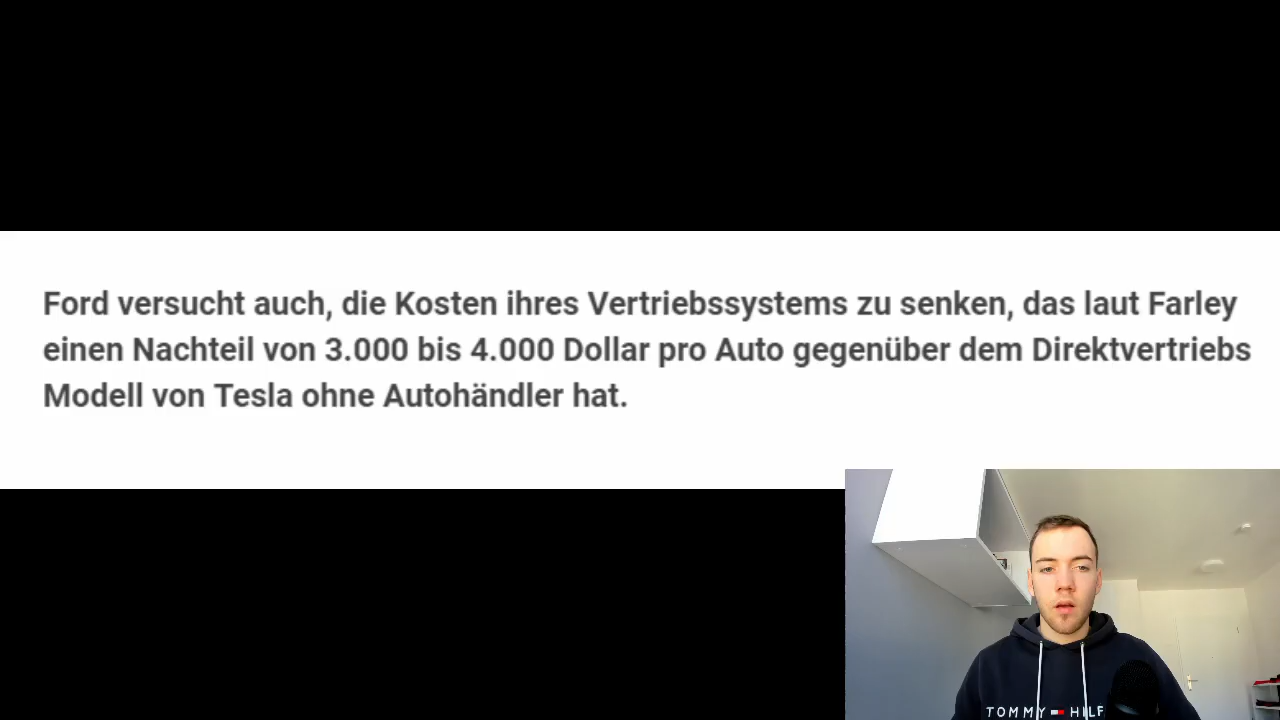 Ford versucht auch, die Kosten ihres Vertriebssystems zu senken, das laut Farley
einen Nachteil von 3.000 bis 4.000 Dollar pro Auto gegenüber dem Direktvertriebs
Modell von Tesla ohne Autohändler hat.
TOMMY HILF